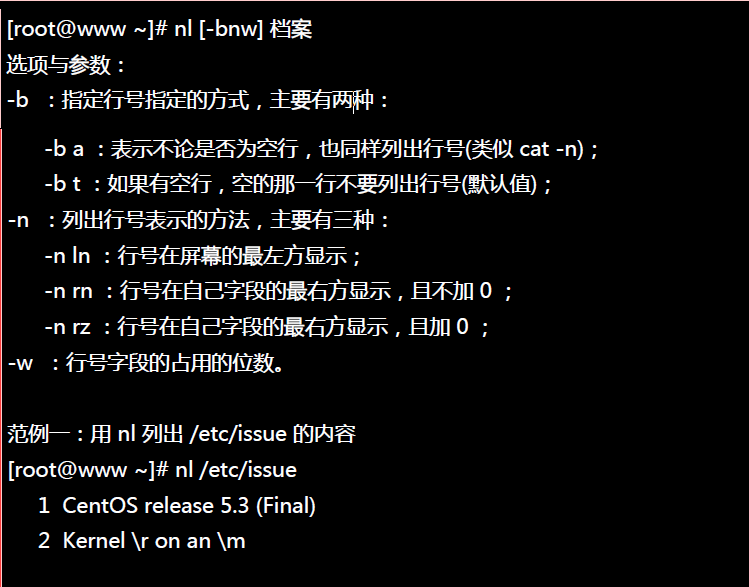 [root@www ~]# nl [-bnw] 档案
选项与参数：
-b ：指定行号指定的方式，主要有两种：
-b a ：表示不论是否为空行，也同样列出行号(类似 cat -n)；
-b t ：如果有空行，空的那一行不要列出行号(默认值)；
-n ：列出行号表示的方法，主要有三种：
-n ln ：行号在屏幕的最左方显示；
-n rn ：行号在自己字段的最右方显示，且不加 0 ；
-n rz ：行号在自己字段的最右方显示，且加 0 ；
-w ：行号字段的占用的位数。
范例一：用 nl 列出 /etc/issue 的内容
[root@www ~]# nl /etc/issue
1 CentOS release 5.3 (Final)
2 Kernel \r on an \m